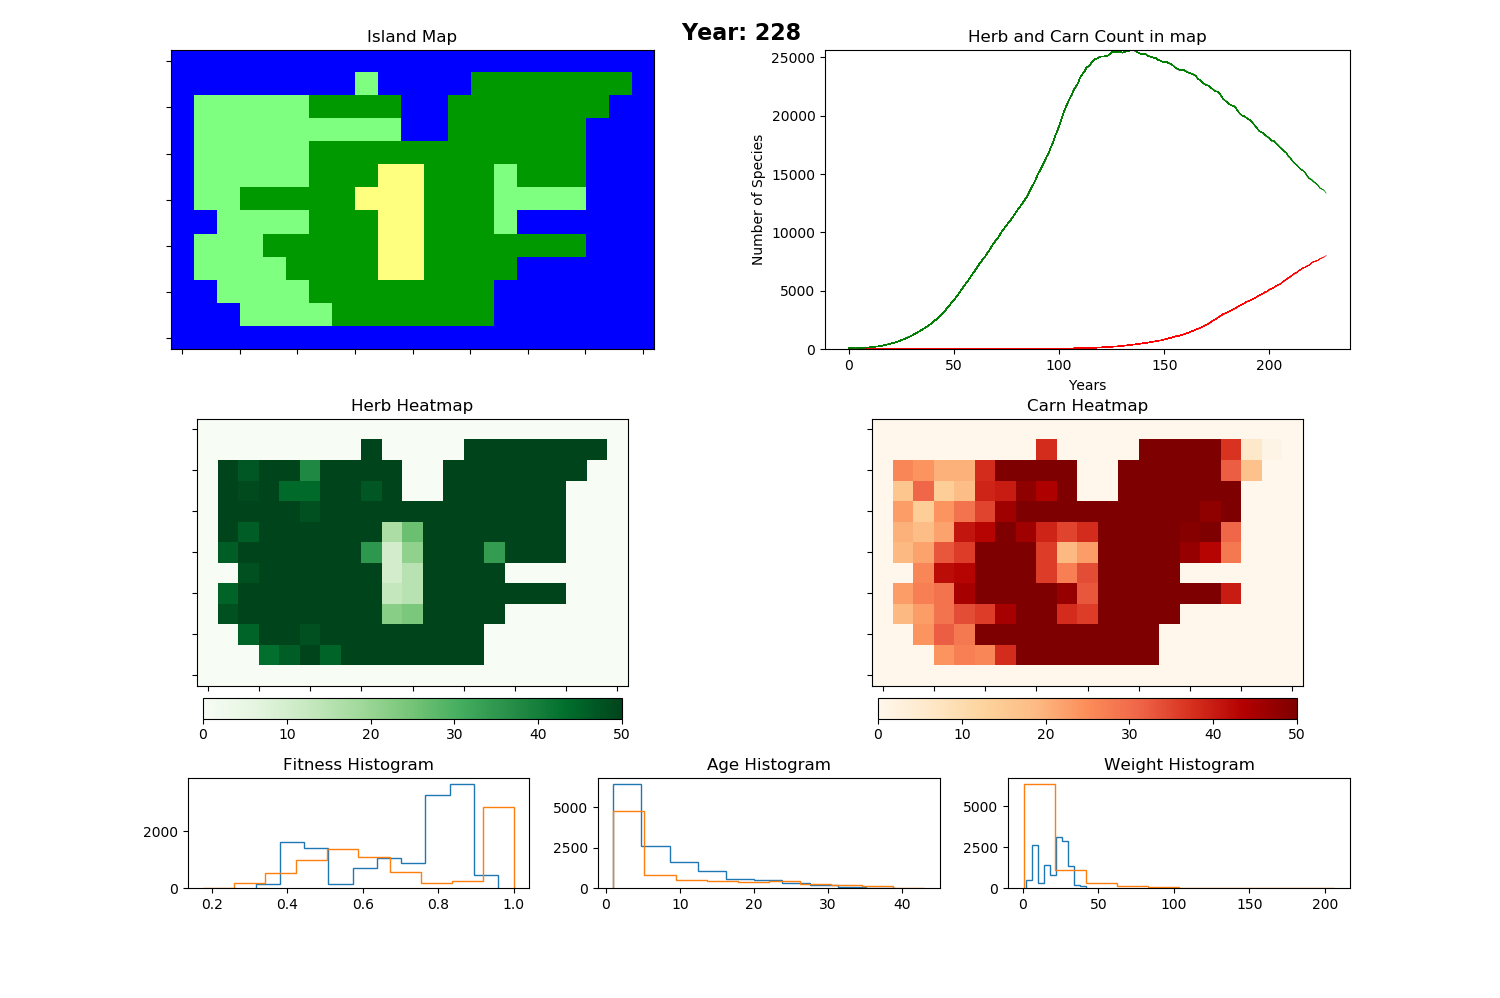 Year: 228
Island Map
Herb and Carn Count in map
Number of Species
25000
20000
15000
10000
5000
0
0 50 100 150 200
Years
Herb Heatmap
Carn Heatmap
0 10 20 30 40 50
0 10 20 30 40 50
Fitness Histogram
2000
0
0.2 0.4 0.6 0.8 1.0
Age Histogram
5000
2500
0
0 10 20 30 40
Weight Histogram
5000
2500
0
0 50 100 150 200